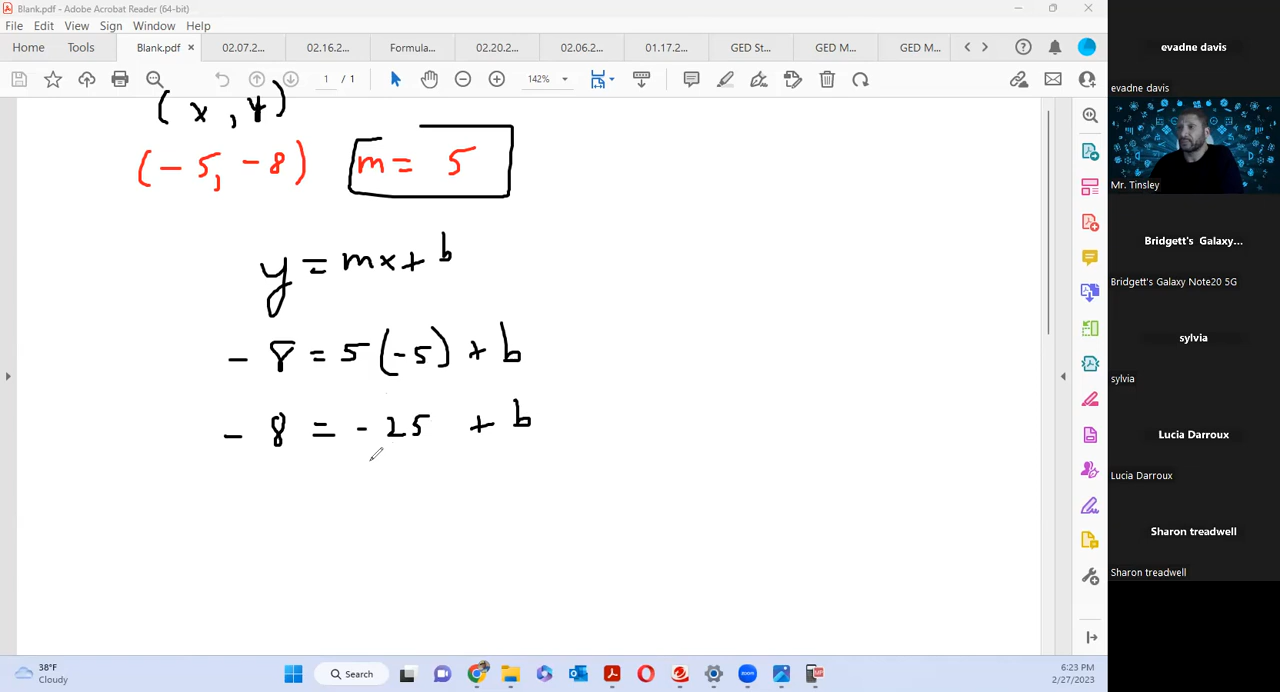 Blank.pdf - Adobe Acrobat Reader (64-bit)
File Edit View Sign Window Help
Home Tools Blank.pdf × 02.07.2... 02.16.2... Formula... 02.20.2... 02.06.2... 01.17.2... GED St... GED M... GED M...
1 / 1 142%
(x, y)
(-5, -8) m = 5
y = mx + b
- 8 = 5(-5) + b
- 8 = - 25 + b
evadne davis
evadne davis
Mr. Tinsley
Bridgett's Galaxy...
Bridgett's Galaxy Note20 5G
sylvia
sylvia
Lucia Darroux
Lucia Darroux
Sharon treadwell
Sharon treadwell
38°F
Cloudy
Search
6:23 PM
2/27/2023